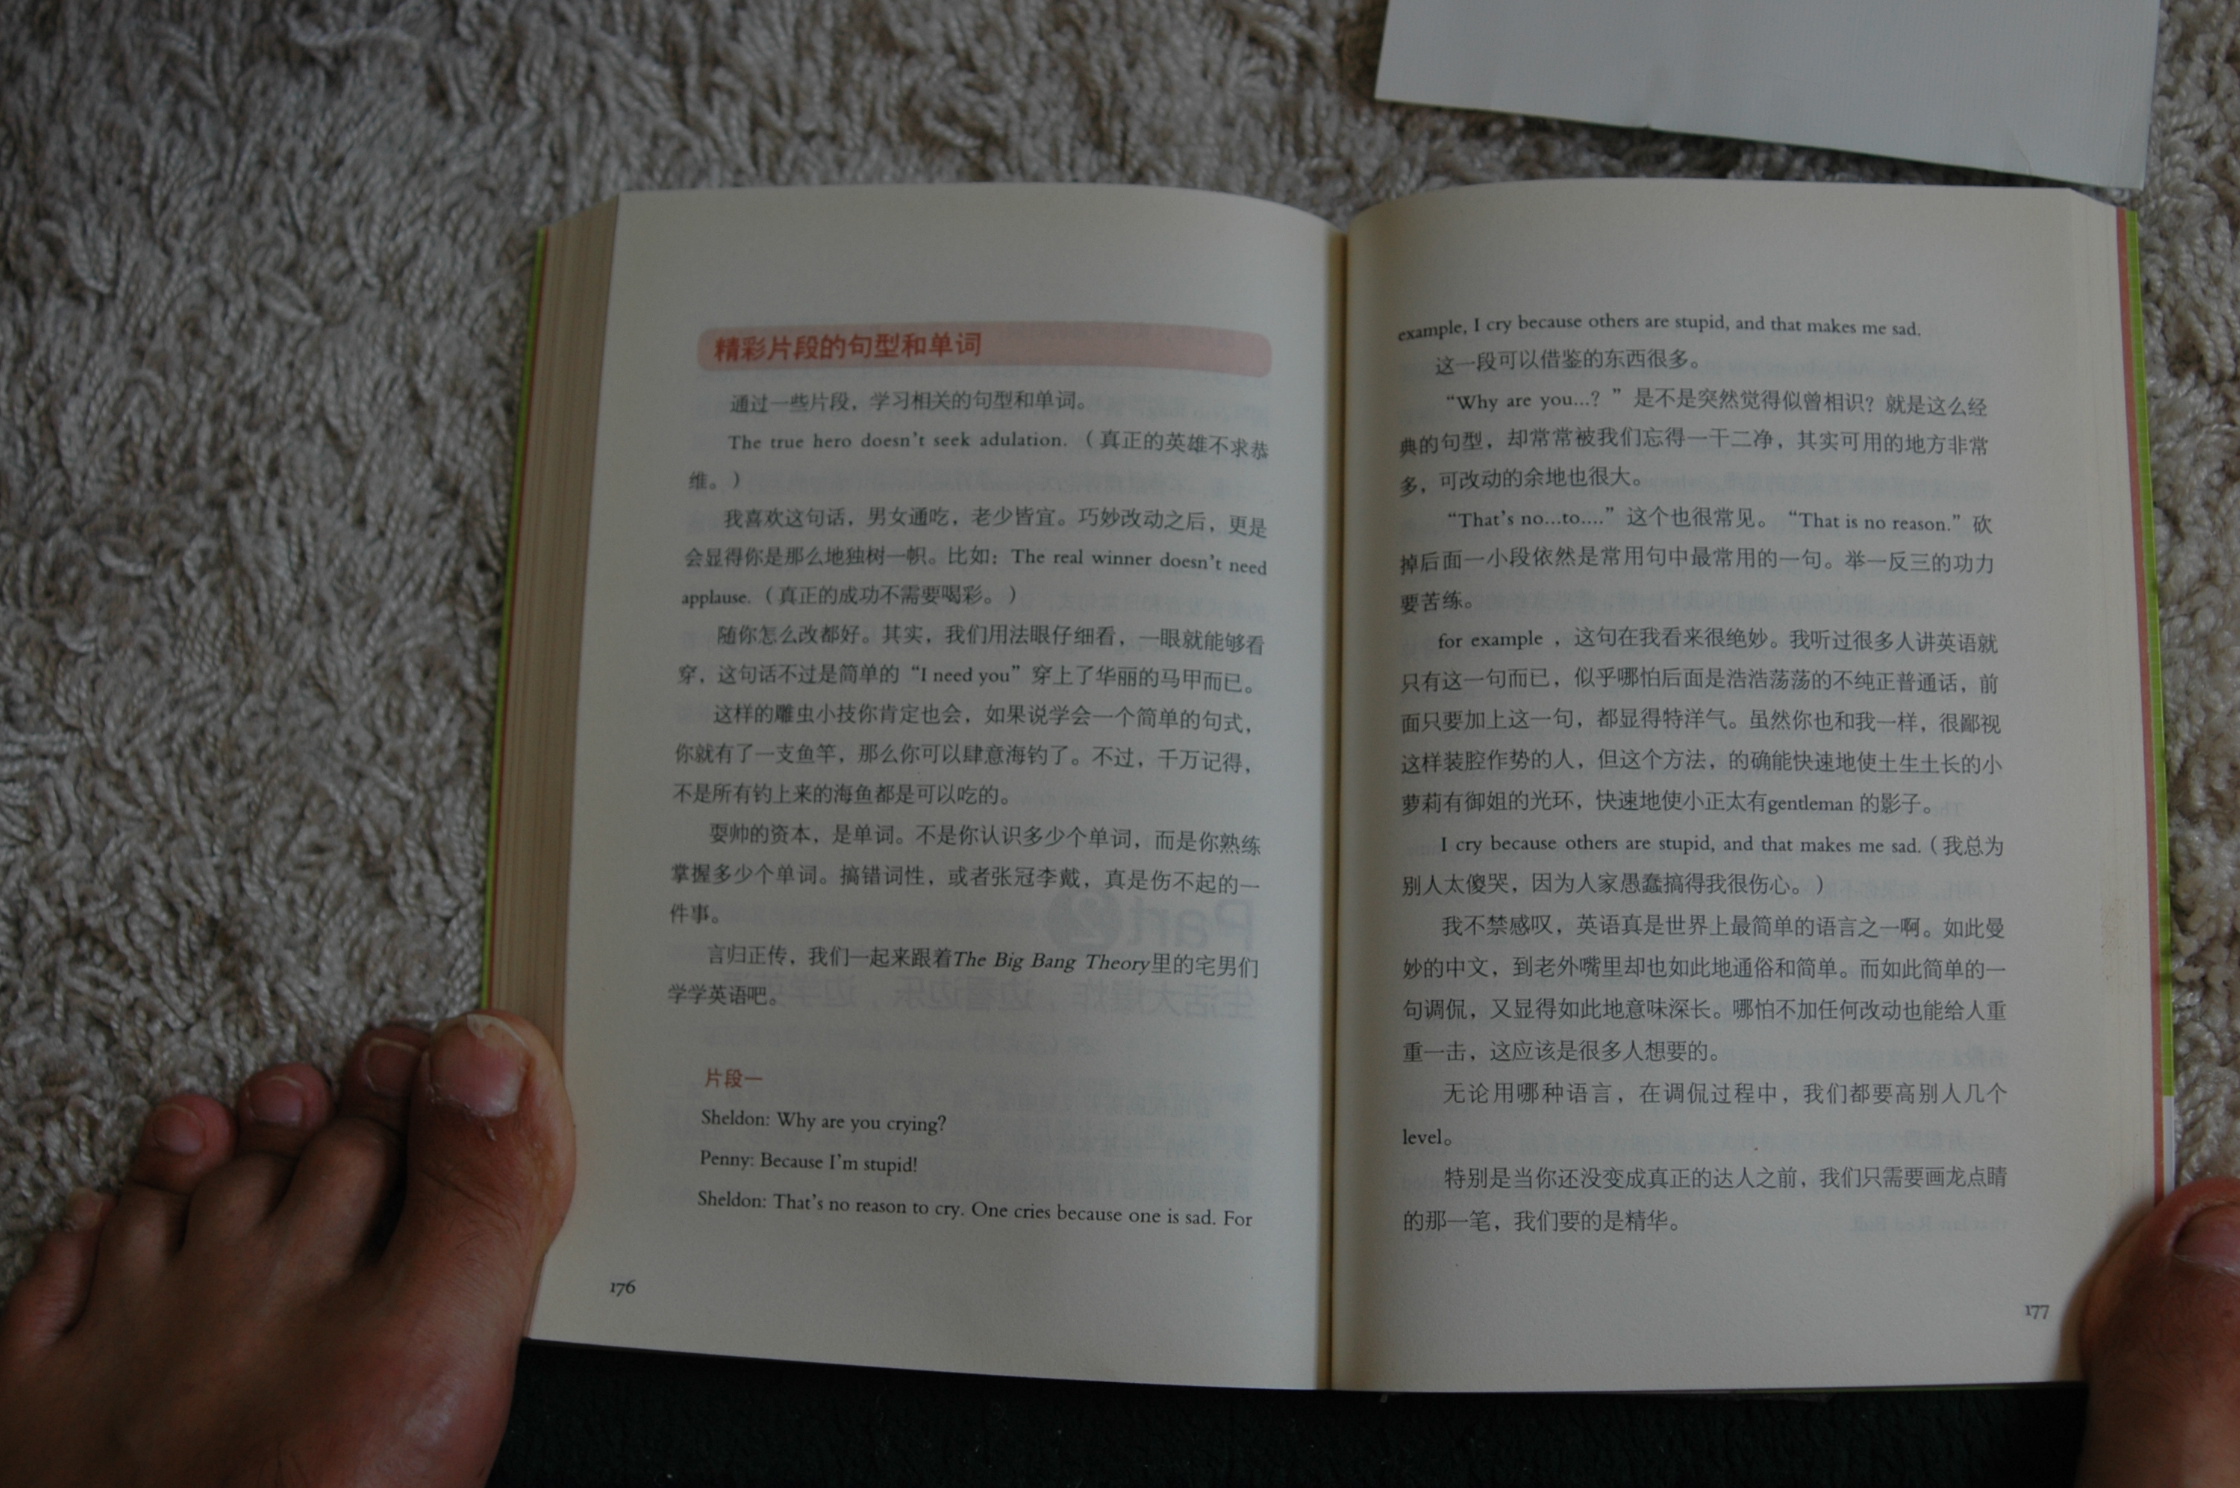 精彩片段的句型和单词
通过一些片段，学习相关的句型和单词。
The true hero doesn't seek adulation.（真正的英雄不求恭
维。）
我喜欢这句话，男女通吃，老少皆宜。巧妙改动之后，更是
会显得你是那么地独树一帜。比如：The real winner doesn't need
applause.（真正的成功不需要喝彩。）
随你怎么改都好。其实，我们用法眼仔细看，一眼就能够看
穿，这句话不过是简单的“I need you”穿上了华丽的马甲而已。
这样的雕虫小技你肯定也会，如果说学会一个简单的句式，
你就有了一支鱼竿，那么你可以肆意海钓了。不过，千万记得，
不是所有钓上来的海鱼都是可以吃的。
耍帅的资本，是单词。不是你认识多少个单词，而是你熟练
掌握多少个单词。搞错词性，或者张冠李戴，真是伤不起的一
件事。
言归正传，我们一起来跟着The Big Bang Theory里的宅男们
学学英语吧。
片段一
Sheldon: Why are you crying?
Penny: Because I'm stupid!
Sheldon: That's no reason to cry. One cries because one is sad. For
176
example, I cry because others are stupid, and that makes me sad.
这一段可以借鉴的东西很多。
“Why are you...?”是不是突然觉得似曾相识？就是这么经
典的句型，却常常被我们忘得一干二净，其实可用的地方非常
多，可改动的余地也很大。
“That's no...to....”这个也很常见。“That is no reason.”砍
掉后面一小段依然是常用句中最常用的一句。举一反三的功力
要苦练。
for example，这句在我看来很绝妙。我听过很多人讲英语就
只有这一句而已，似乎哪怕后面是浩浩荡荡的不纯正普通话，前
面只要加上这一句，都显得特洋气。虽然你也和我一样，很鄙视
这样装腔作势的人，但这个方法，的确能快速地使土生土长的小
萝莉有御姐的光环，快速地使小正太有gentleman 的影子。
I cry because others are stupid, and that makes me sad.（我总为
别人太傻哭，因为人家愚蠢搞得我很伤心。）
我不禁感叹，英语真是世界上最简单的语言之一啊。如此曼
妙的中文，到老外嘴里却也如此地通俗和简单。而如此简单的一
句调侃，又显得如此地意味深长。哪怕不加任何改动也能给人重
重一击，这应该是很多人想要的。
无论用哪种语言，在调侃过程中，我们都要高别人几个
level。
特别是当你还没变成真正的达人之前，我们只需要画龙点睛
的那一笔，我们要的是精华。
177